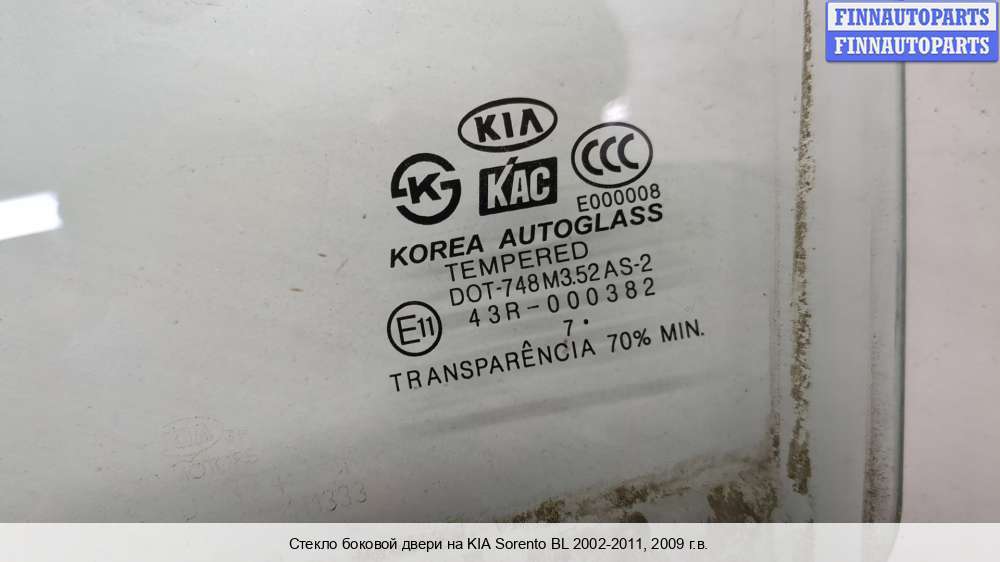 FINNAUTOPARTS
FINNAUTOPARTS
KIA
K KAC CCC
E000008
KOREA AUTOGLASS
TEMPERED
DOT-748 M3.52 AS-2
E11 43R-000382
7 .
TRANSPARÊNCIA 70% MIN.
Стекло боковой двери на KIA Sorento BL 2002-2011, 2009 г.в.